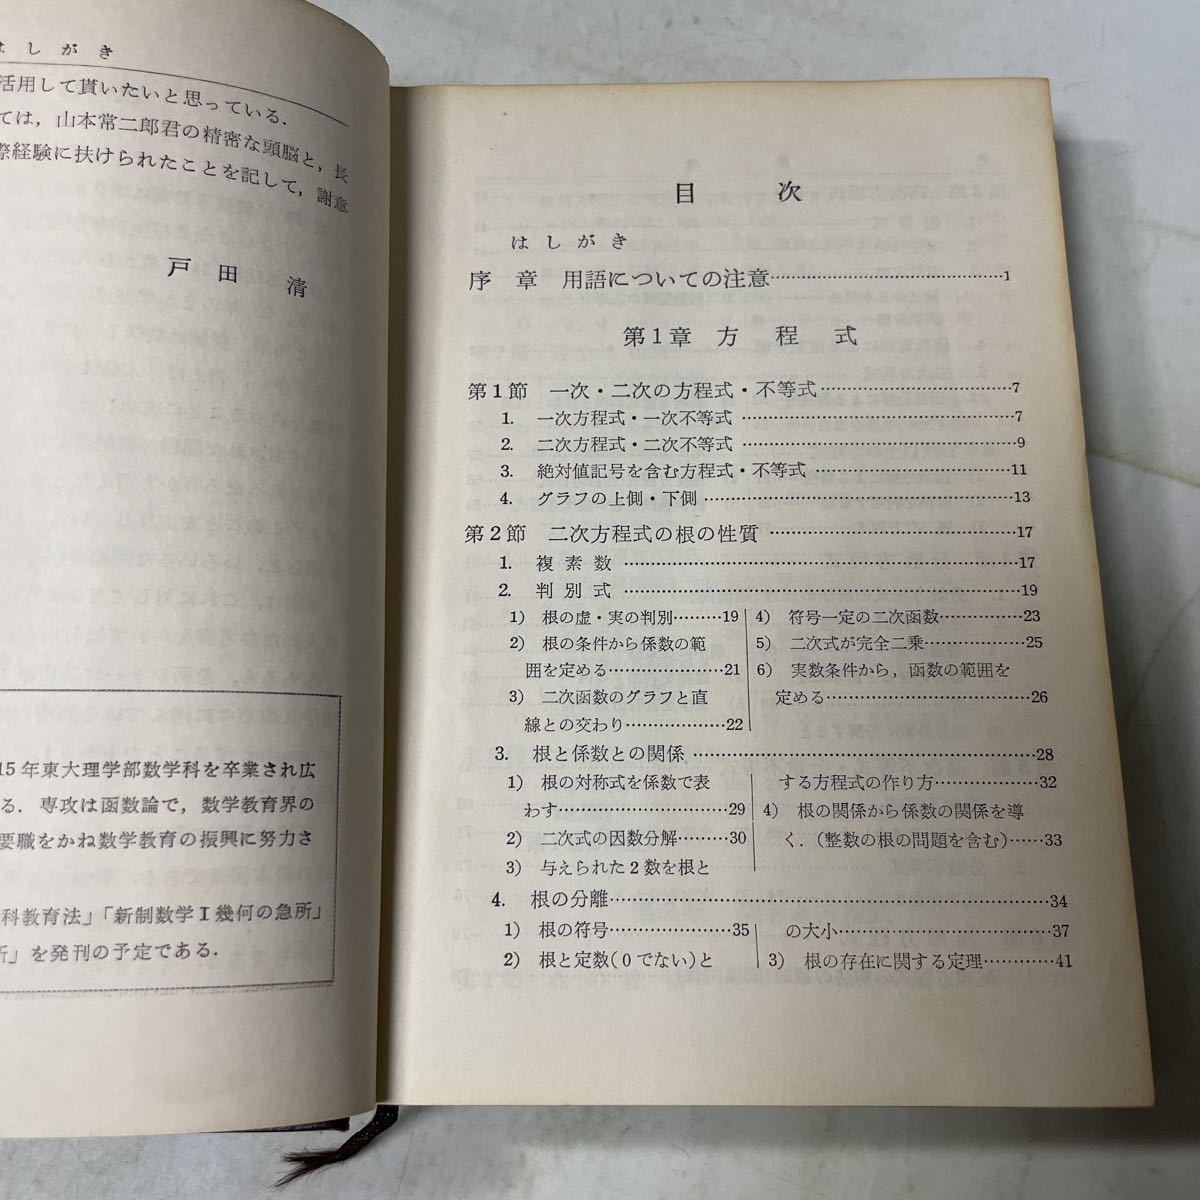 はしがき
活用して貰いたいと思っている.
ては, 山本常二郎君の精密な頭脳と, 長
際経験に扶けられたことを記して, 謝意
戸田 清
15年東大理学部数学科を卒業され広
る. 専攻は函数論で, 数学教育界の
要職をかね数学教育の振興に努力さ
科教育法」「新制数学Ⅰ幾何の急所」
所」を発刊の予定である.
目 次
はしがき
序 章 用語についての注意……………………………1
第1章 方 程 式
第1節 一次・二次の方程式・不等式……………………………7
1. 一次方程式・一次不等式……………………………7
2. 二次方程式・二次不等式……………………………9
3. 絶対値記号を含む方程式・不等式……………………………11
4. グラフの上側・下側……………………………13
第2節 二次方程式の根の性質……………………………17
1. 複 素 数……………………………17
2. 判 別 式……………………………19
1) 根の虚・実の判別………19
2) 根の条件から係数の範
囲を定める………………21
3) 二次函数のグラフと直
線との交わり……………22
4) 符号一定の二次函数…………23
5) 二次式が完全二乗……………25
6) 実数条件から, 函数の範囲を
定める……………………………26
3. 根と係数との関係……………………………28
1) 根の対称式を係数で表
わす……………………29
2) 二次式の因数分解………30
3) 与えられた2数を根と
する方程式の作り方……………32
4) 根の関係から係数の関係を導
く. (整数の根の問題を含む)……33
4. 根の分離……………………………34
1) 根の符号………………35
2) 根と定数(0でない)と
の大小……………………………37
3) 根の存在に関する定理…………41